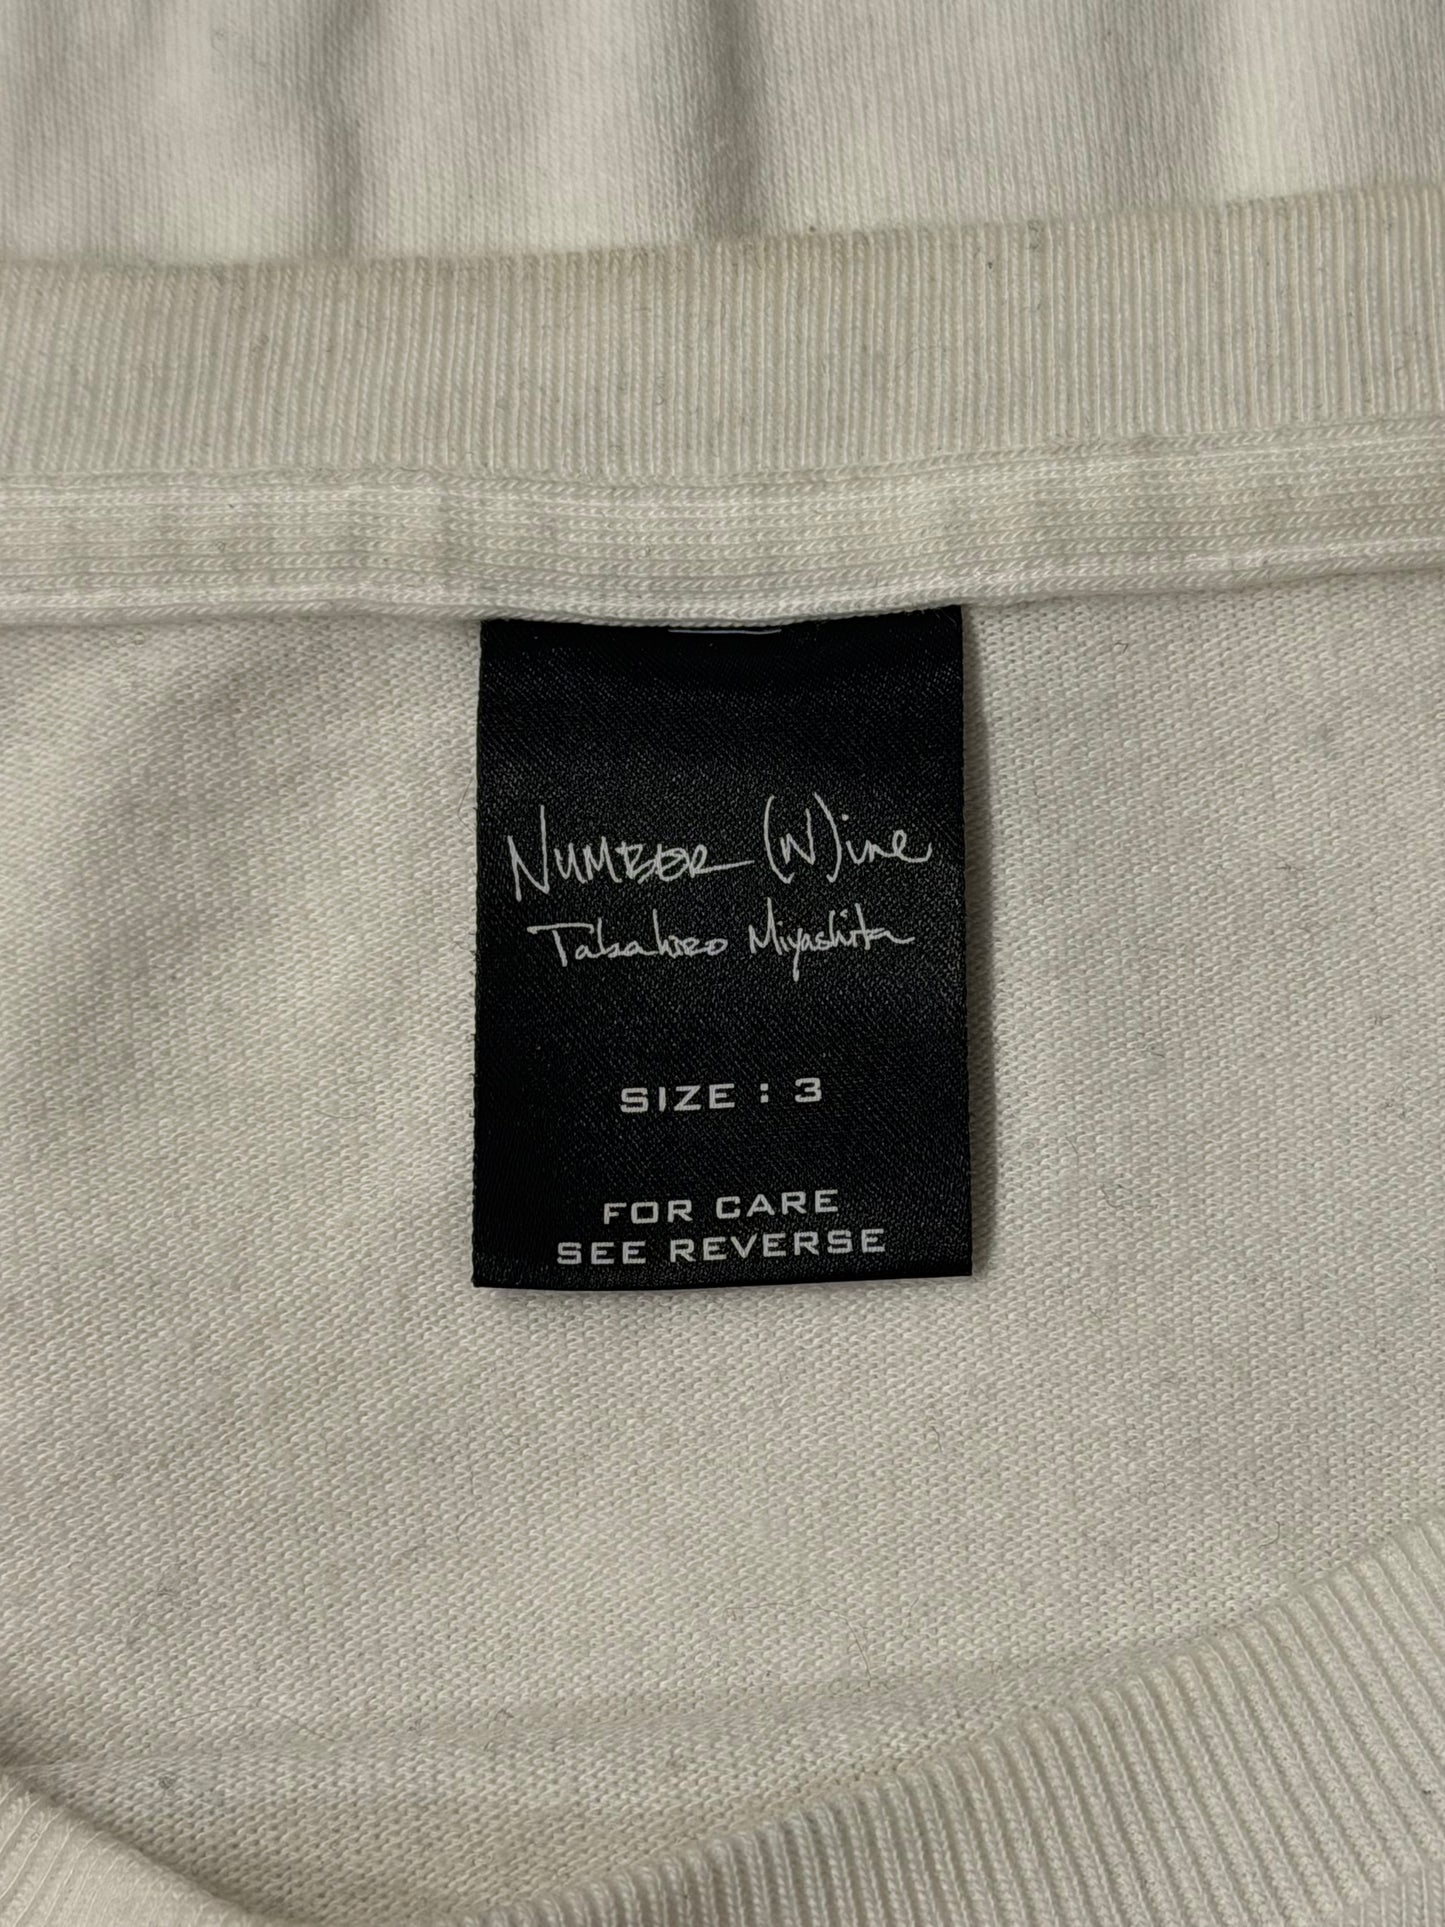 NUMBER (N)ine
Takahiro Miyashita
SIZE : 3
FOR CARE
SEE REVERSE